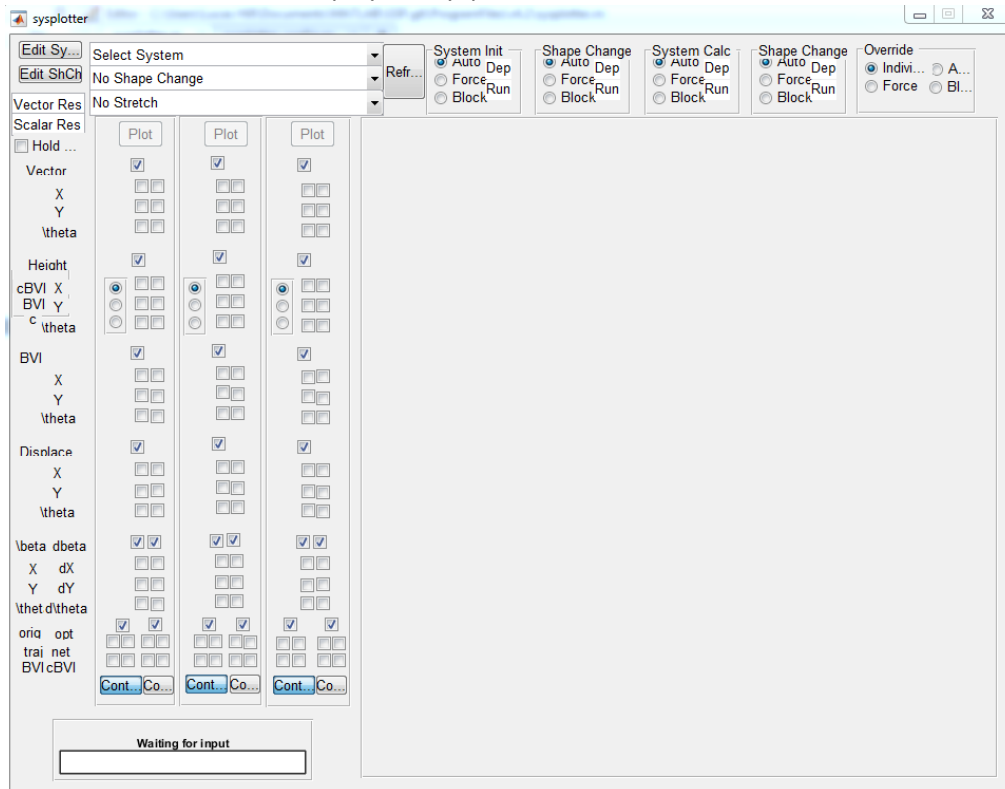 sysplotter
Edit Sy...
Edit ShCh
Select System
No Shape Change
No Stretch
Refr...
System Init
Auto Dep
Force
Run
Block
Shape Change
Auto Dep
Force
Run
Block
System Calc
Auto Dep
Force
Run
Block
Shape Change
Auto Dep
Force
Run
Block
Override
Indivi... A...
Force Bl...
Vector Res
Scalar Res
Hold ...
Plot Plot Plot
Vector
X
Y
\theta
Height
cBVI X
BVI Y
c \theta
BVI
X
Y
\theta
Displace
X
Y
\theta
\beta dbeta
X dX
Y dY
\thet d\theta
orig opt
traj net
BVI cBVI
Cont... Co... Cont... Co... Cont... Co...
Waiting for input